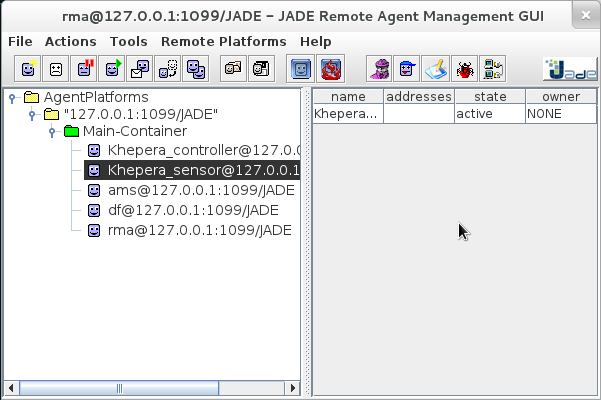 rma@127.0.0.1:1099/JADE – JADE Remote Agent Management GUI
File Actions Tools Remote Platforms Help
Jade
AgentPlatforms
"127.0.0.1:1099/JADE"
Main-Container
Khepera_controller@127.0.0
Khepera_sensor@127.0.0.1
ams@127.0.0.1:1099/JADE
df@127.0.0.1:1099/JADE
rma@127.0.0.1:1099/JADE
name addresses state owner
Khepera... active NONE